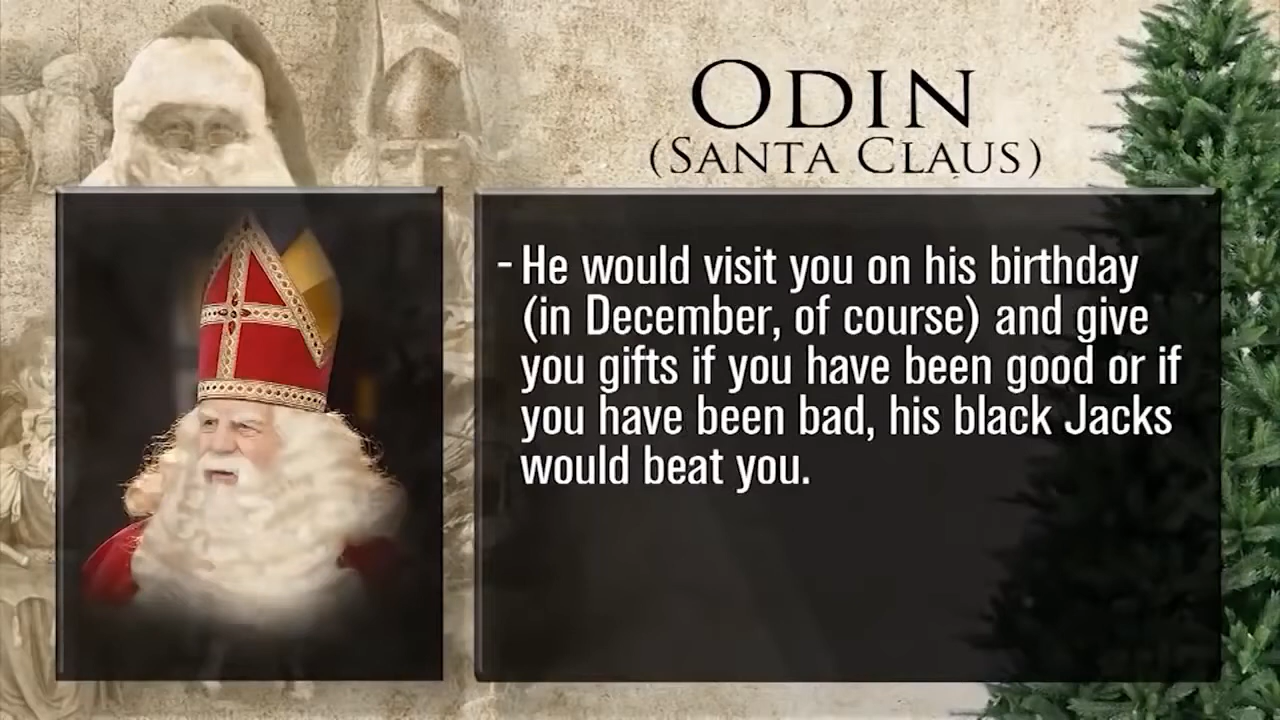 ODIN
(SANTA CLAUS)
- He would visit you on his birthday
(in December, of course) and give
you gifts if you have been good or if
you have been bad, his black Jacks
would beat you.